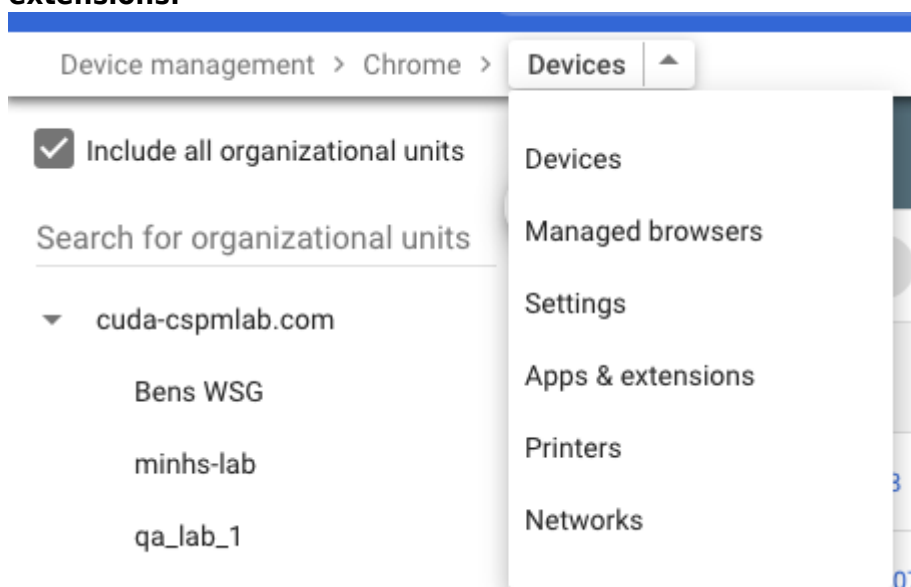 extensions.
Device management > Chrome > Devices
Include all organizational units
Search for organizational units
cuda-cspmlab.com
Bens WSG
minhs-lab
qa_lab_1
Devices
Managed browsers
Settings
Apps & extensions
Printers
Networks